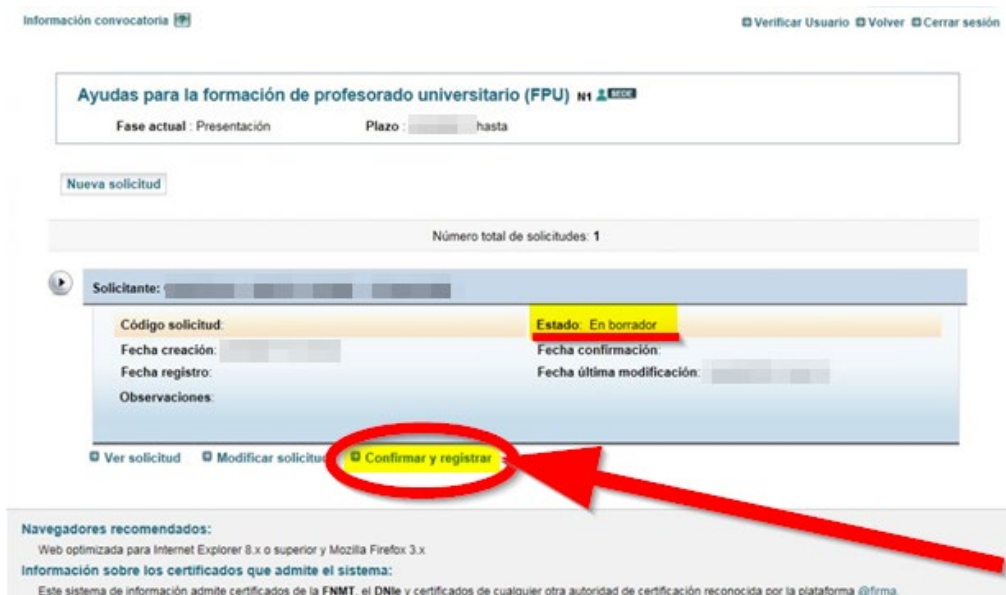 Información convocatoria
Verificar Usuario Volver Cerrar sesión
Ayudas para la formación de profesorado universitario (FPU) N1 SEDE
Fase actual : Presentación Plazo : hasta
Nueva solicitud
Número total de solicitudes: 1
Solicitante:
Código solicitud: Estado: En borrador
Fecha creación: Fecha confirmación:
Fecha registro: Fecha última modificación:
Observaciones:
Ver solicitud Modificar solicitud Confirmar y registrar
Navegadores recomendados:
Web optimizada para Internet Explorer 8.x o superior y Mozilla Firefox 3.x
Información sobre los certificados que admite el sistema:
Este sistema de información admite certificados de la FNMT, el DNIe y certificados de cualquier otra autoridad de certificación reconocida por la plataforma @firma.